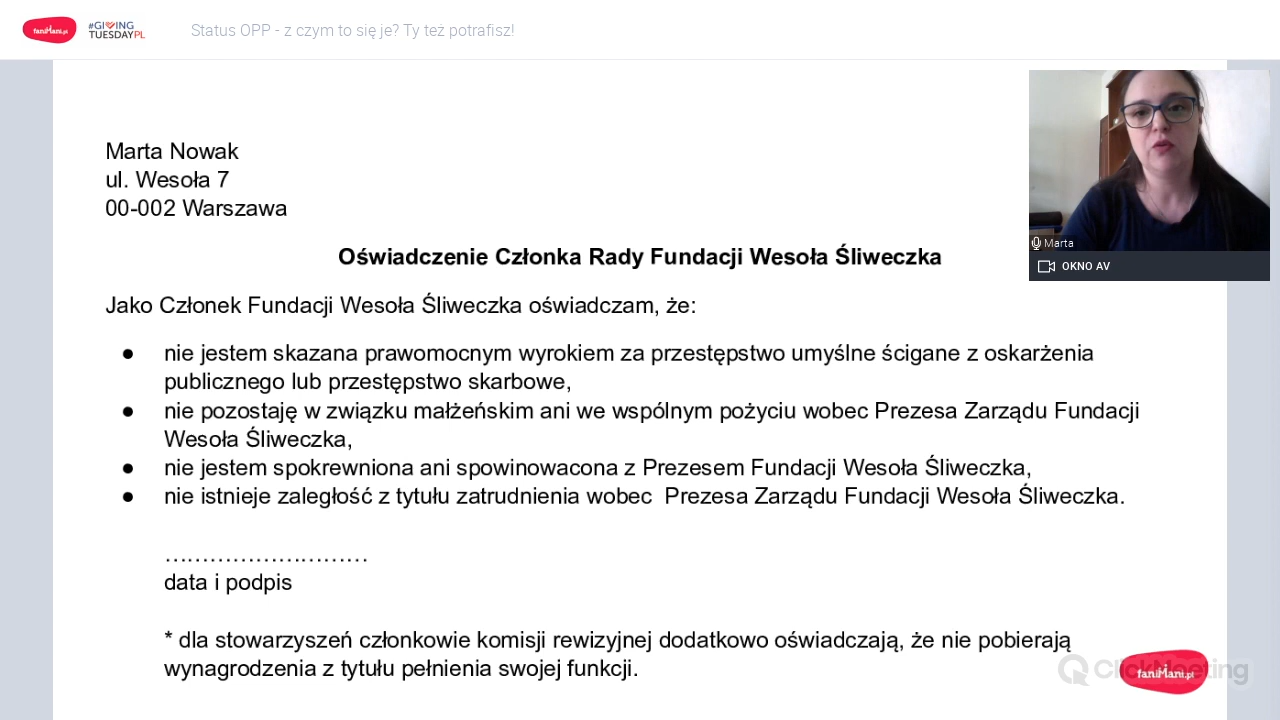 faniMani.pl
#GIVING
TUESDAYPL
Status OPP - z czym to się je? Ty też potrafisz!
Marta Nowak
ul. Wesoła 7
00-002 Warszawa
Oświadczenie Członka Rady Fundacji Wesoła Śliweczka
Jako Członek Fundacji Wesoła Śliweczka oświadczam, że:
● nie jestem skazana prawomocnym wyrokiem za przestępstwo umyślne ścigane z oskarżenia
publicznego lub przestępstwo skarbowe,
● nie pozostaję w związku małżeńskim ani we wspólnym pożyciu wobec Prezesa Zarządu Fundacji
Wesoła Śliweczka,
● nie jestem spokrewniona ani spowinowacona z Prezesem Fundacji Wesoła Śliweczka,
● nie istnieje zaległość z tytułu zatrudnienia wobec  Prezesa Zarządu Fundacji Wesoła Śliweczka.
………………………
data i podpis
* dla stowarzyszeń członkowie komisji rewizyjnej dodatkowo oświadczają, że nie pobierają
wynagrodzenia z tytułu pełnienia swojej funkcji.
Marta
OKNO AV
ClickMeeting
faniMani.pl